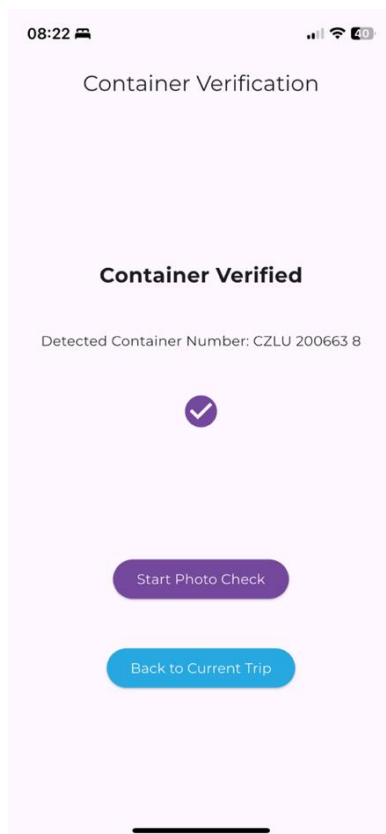 08:22
40
Container Verification
Container Verified
Detected Container Number: CZLU 200663 8
Start Photo Check
Back to Current Trip